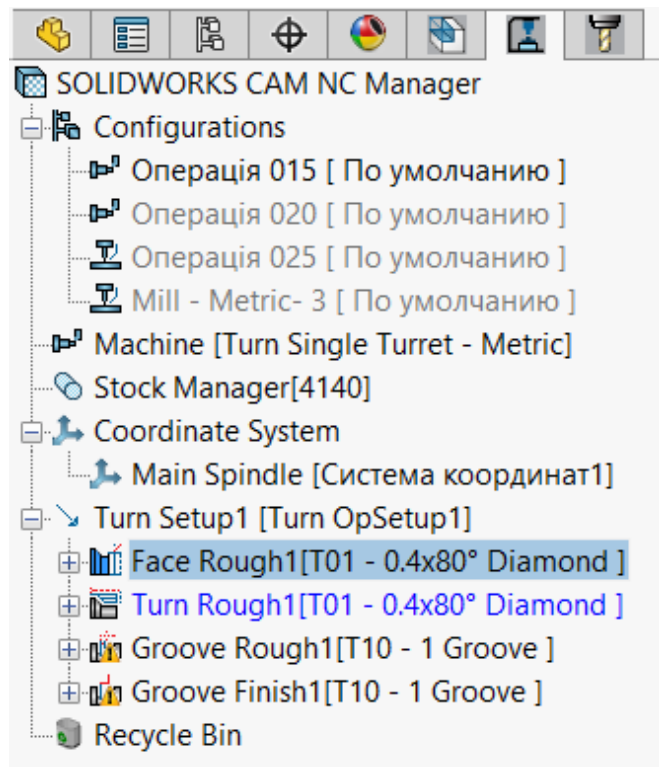 SOLIDWORKS CAM NC Manager
Configurations
Операція 015 [ По умолчанию ]
Операція 020 [ По умолчанию ]
Операція 025 [ По умолчанию ]
Mill - Metric- 3 [ По умолчанию ]
Machine [Turn Single Turret - Metric]
Stock Manager[4140]
Coordinate System
Main Spindle [Система координат1]
Turn Setup1 [Turn OpSetup1]
Face Rough1[T01 - 0.4x80° Diamond ]
Turn Rough1[T01 - 0.4x80° Diamond ]
Groove Rough1[T10 - 1 Groove ]
Groove Finish1[T10 - 1 Groove ]
Recycle Bin